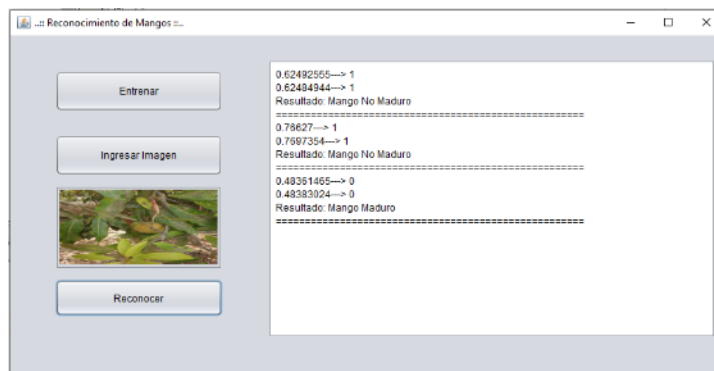 ..:: Reconocimiento de Mangos ::..
Entrenar
Ingresar Imagen
Reconocer
0.62492555---> 1
0.62484944---> 1
Resultado: Mango No Maduro
=====================================================
0.76627---> 1
0.7697354---> 1
Resultado: Mango No Maduro
=====================================================
0.48361465---> 0
0.48383024---> 0
Resultado: Mango Maduro
=====================================================